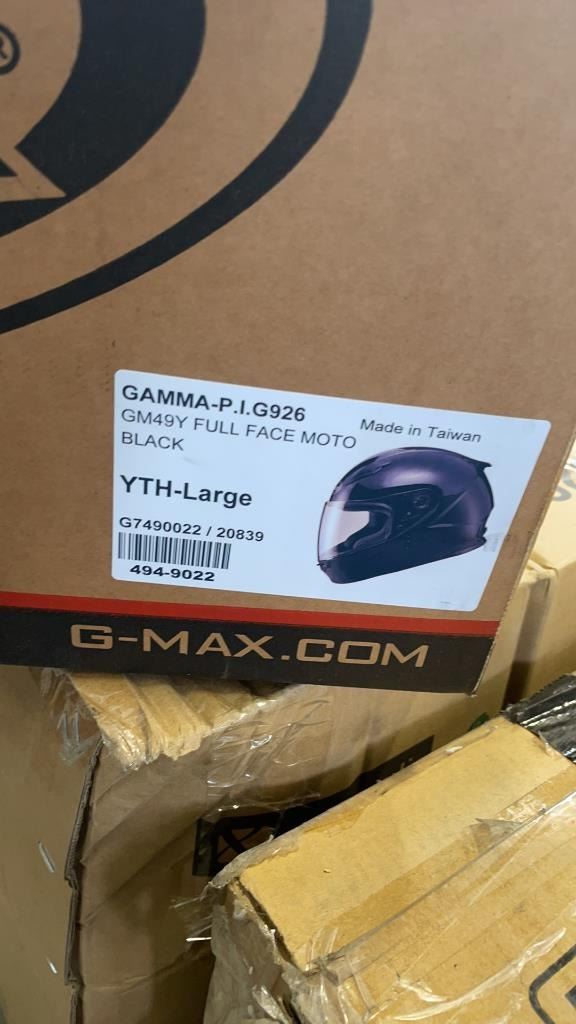 ®
GAMMA-P.I.G926
GM49Y FULL FACE MOTO
Made in Taiwan
BLACK
YTH-Large
G7490022 / 20839
494-9022
G-MAX.COM